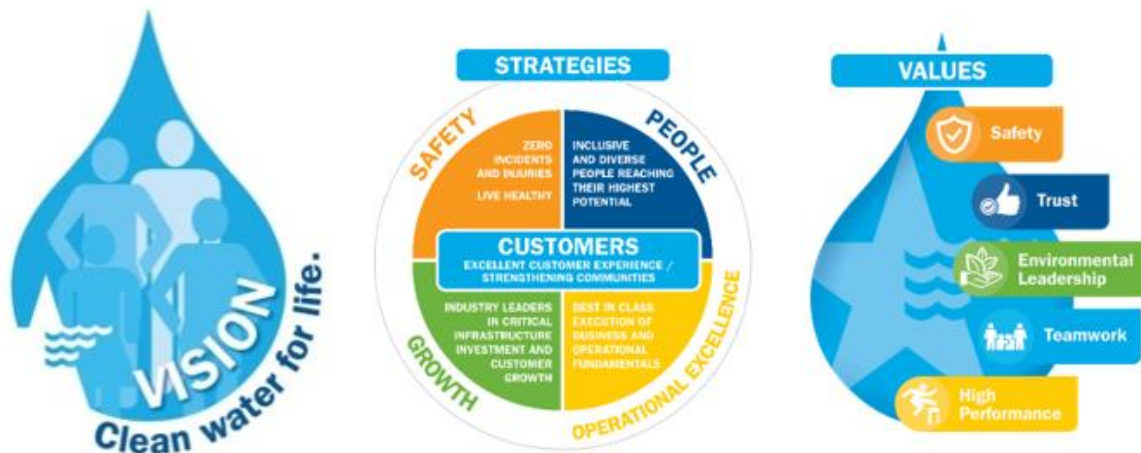 VISION
Clean water for life.
STRATEGIES
SAFETY
ZERO
INCIDENTS
AND INJURIES
LIVE HEALTHY
PEOPLE
INCLUSIVE
AND DIVERSE
PEOPLE REACHING
THEIR HIGHEST
POTENTIAL
CUSTOMERS
EXCELLENT CUSTOMER EXPERIENCE /
STRENGTHENING COMMUNITIES
GROWTH
INDUSTRY LEADERS
IN CRITICAL
INFRASTRUCTURE
INVESTMENT AND
CUSTOMER
GROWTH
OPERATIONAL EXCELLENCE
BEST IN CLASS
EXECUTION OF
BUSINESS AND
OPERATIONAL
FUNDAMENTALS
VALUES
Safety
Trust
Environmental
Leadership
Teamwork
High
Performance